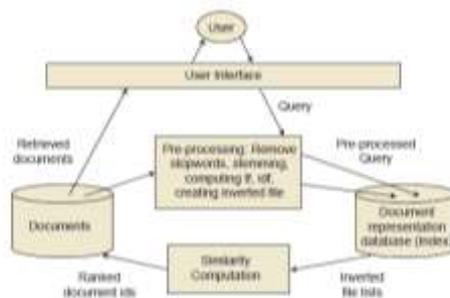 User
User Interface
Query
Retrieved
documents
Pre-processing: Remove
stopwords, stemming,
computing tf, idf,
creating inverted file
Pre-processed
Query
Documents
Document
representation
database (Index)
Similarity
Computation
Ranked
document ids
Inverted
file lists